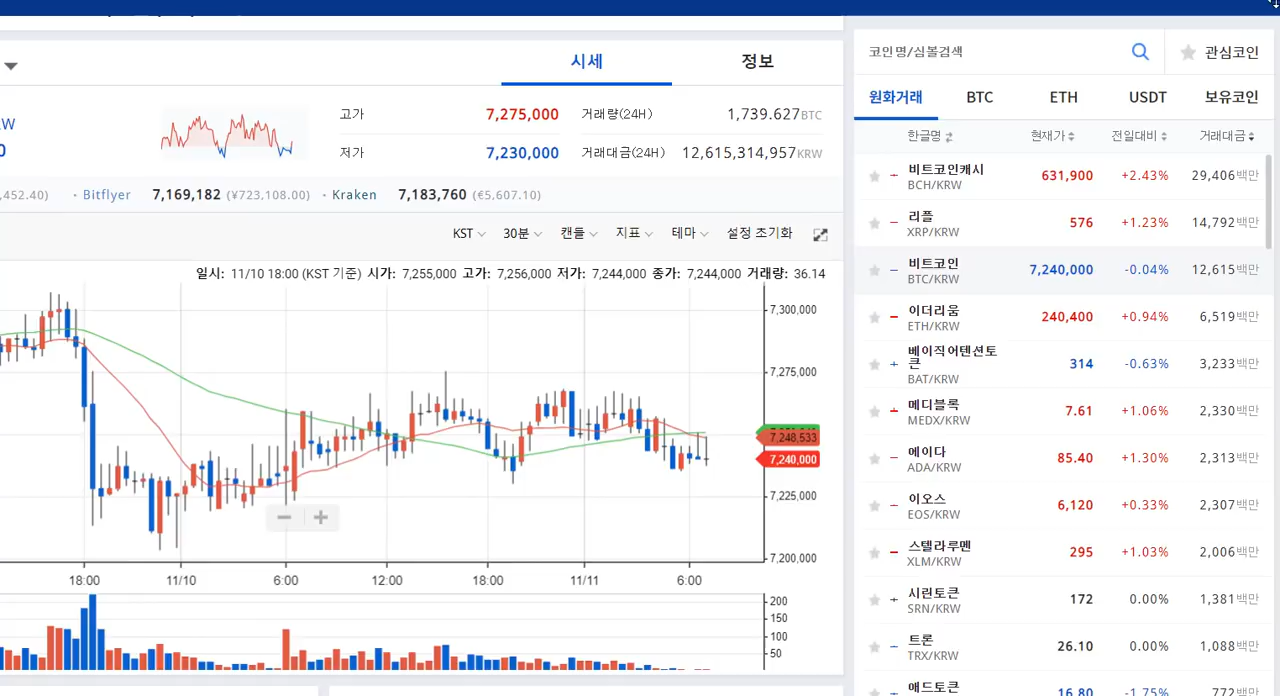 시세 정보
고가 7,275,000 거래량(24H) 1,739.627BTC
저가 7,230,000 거래대금(24H) 12,615,314,957KRW
,452.40) · Bitflyer 7,169,182 (¥723,108.00) · Kraken 7,183,760 (€5,607.10)
KST 30분 캔들 지표 테마 설정 초기화
일시: 11/10 18:00 (KST 기준) 시가: 7,255,000 고가: 7,256,000 저가: 7,244,000 종가: 7,244,000 거래량: 36.14
7,300,000
7,275,000
7,248,533
7,240,000
7,225,000
7,200,000
18:00 11/10 6:00 12:00 18:00 11/11 6:00
200
150
100
50
코인명/심볼검색 관심코인
원화거래 BTC ETH USDT 보유코인
한글명 현재가 전일대비 거래대금
비트코인캐시 631,900 +2.43% 29,406백만
BCH/KRW
리플 576 +1.23% 14,792백만
XRP/KRW
비트코인 7,240,000 -0.04% 12,615백만
BTC/KRW
이더리움 240,400 +0.94% 6,519백만
ETH/KRW
베이직어텐션토
큰 314 -0.63% 3,233백만
BAT/KRW
메디블록 7.61 +1.06% 2,330백만
MEDX/KRW
에이다 85.40 +1.30% 2,313백만
ADA/KRW
이오스 6,120 +0.33% 2,307백만
EOS/KRW
스텔라루멘 295 +1.03% 2,006백만
XLM/KRW
시린토큰 172 0.00% 1,381백만
SRN/KRW
트론 26.10 0.00% 1,088백만
TRX/KRW
애드토큰 16.80 -1.75% 772백만